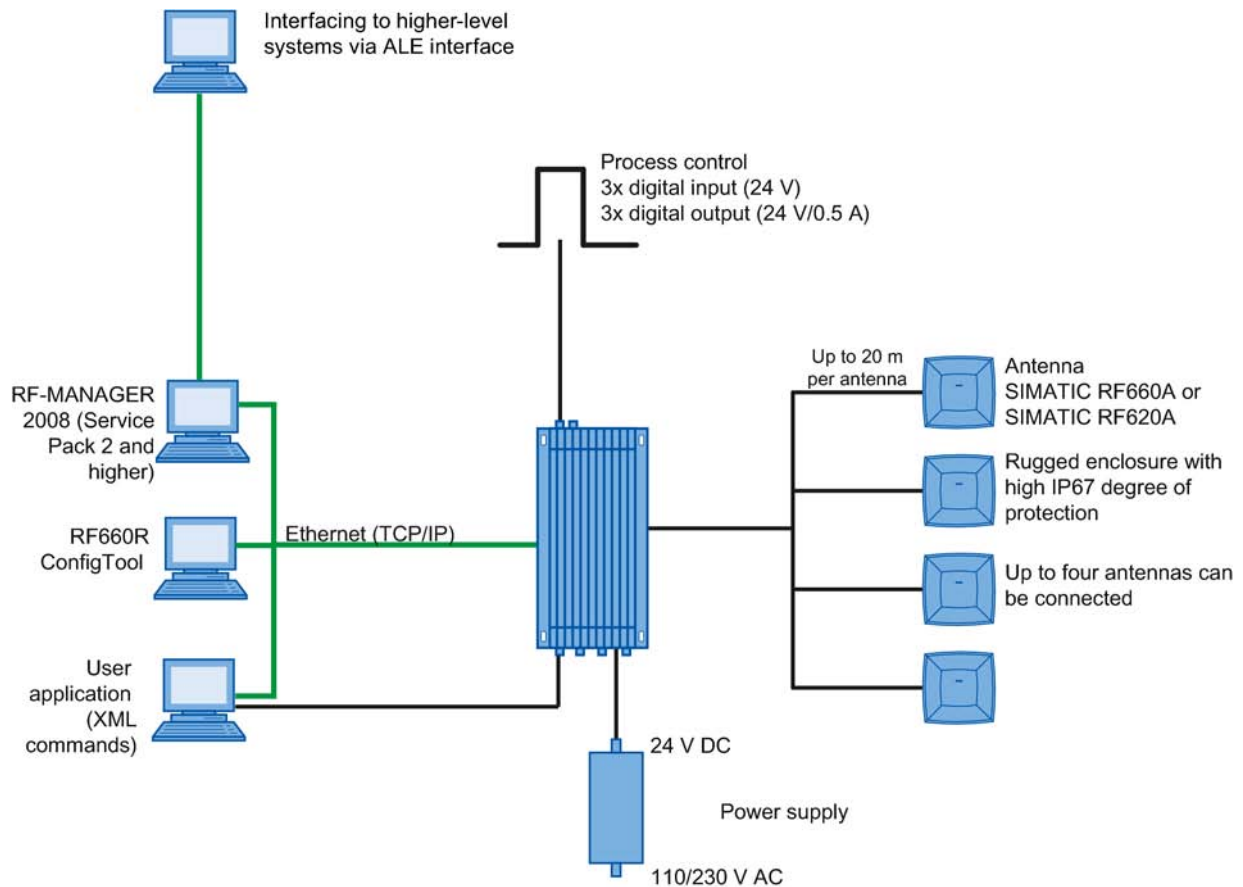 Interfacing to higher-level
systems via ALE interface
Process control
3x digital input (24 V)
3x digital output (24 V/0.5 A)
RF-MANAGER
2008 (Service
Pack 2 and
higher)
Up to 20 m
per antenna
Antenna
SIMATIC RF660A or
SIMATIC RF620A
Rugged enclosure with
high IP67 degree of
protection
RF660R
ConfigTool
Ethernet (TCP/IP)
Up to four antennas can
be connected
User
application
(XML
commands)
24 V DC
Power supply
110/230 V AC